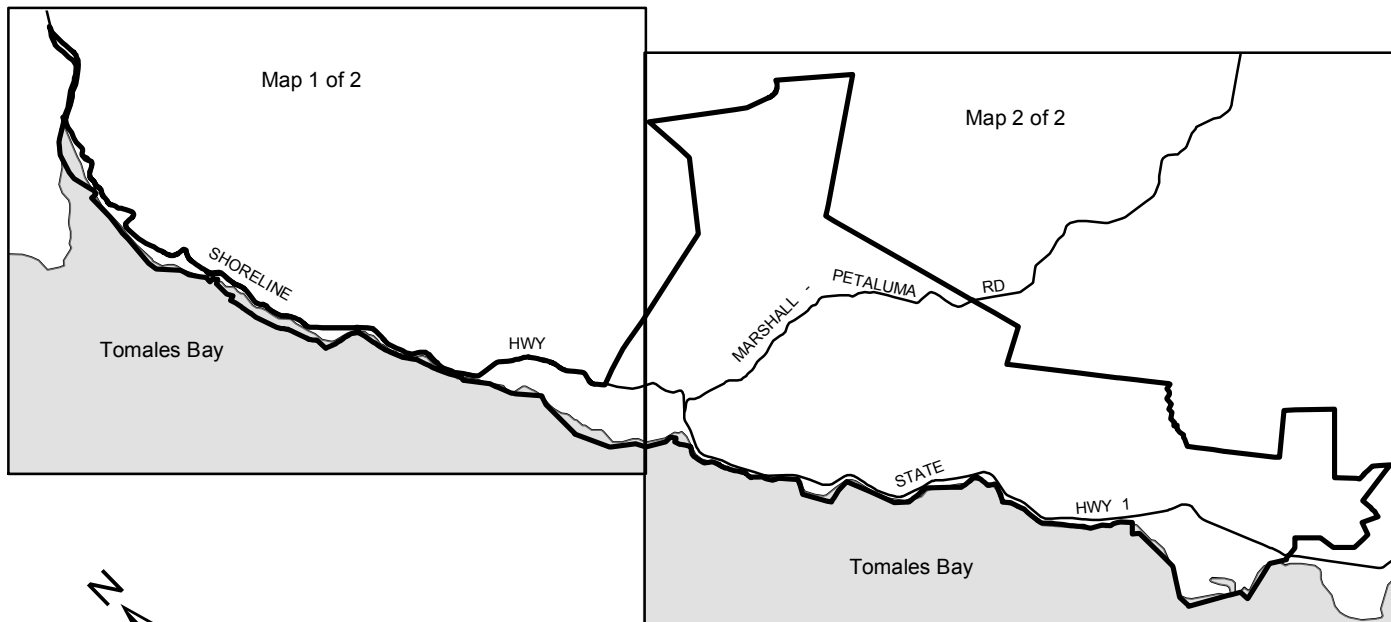 Map 1 of 2
Map 2 of 2
SHORELINE
HWY
MARSHALL - PETALUMA RD
Tomales Bay
STATE
HWY 1
Tomales Bay
N